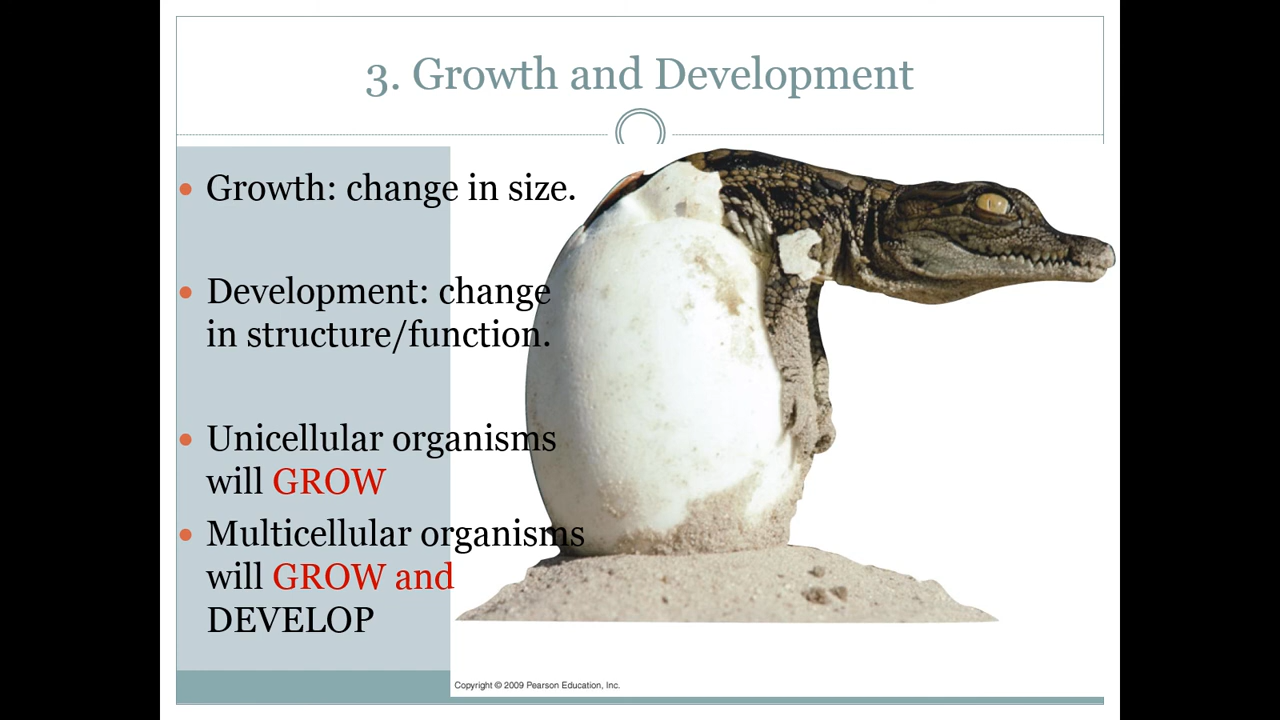 3. Growth and Development
Growth: change in size.
Development: change
in structure/function.
Unicellular organisms
will GROW
Multicellular organisms
will GROW and
DEVELOP
Copyright © 2009 Pearson Education, Inc.